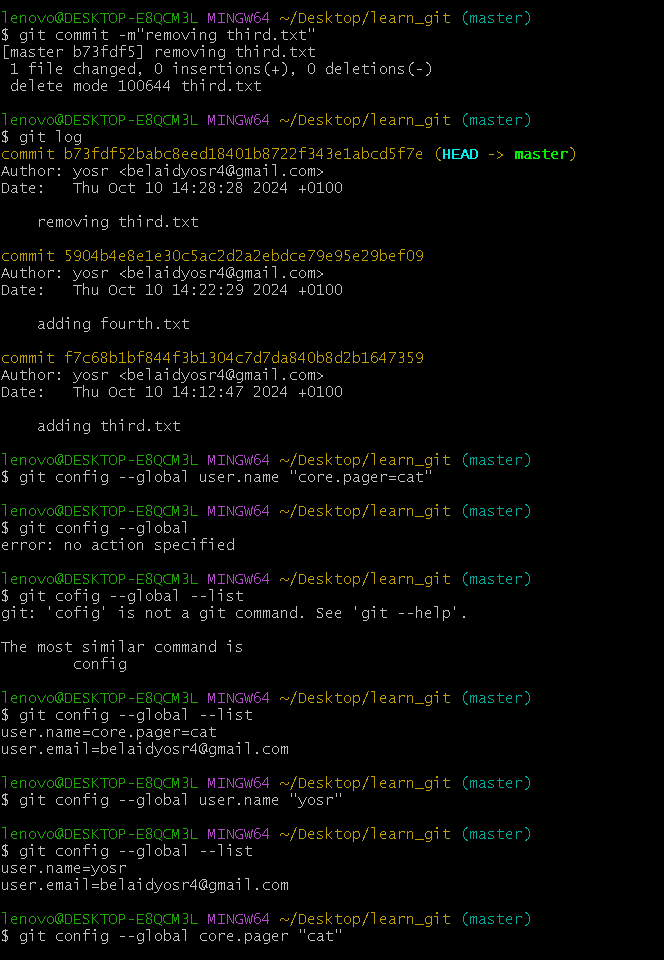 lenovo@DESKTOP-E8QCM3L MINGW64 ~/Desktop/learn_git (master)
$ git commit -m"removing third.txt"
[master b73fdf5] removing third.txt
 1 file changed, 0 insertions(+), 0 deletions(-)
 delete mode 100644 third.txt

lenovo@DESKTOP-E8QCM3L MINGW64 ~/Desktop/learn_git (master)
$ git log
commit b73fdf52babc8eed18401b8722f343e1abcd5f7e (HEAD -> master)
Author: yosr <belaidyosr4@gmail.com>
Date:   Thu Oct 10 14:28:28 2024 +0100

    removing third.txt

commit 5904b4e8e1e30c5ac2d2a2ebdce79e95e29bef09
Author: yosr <belaidyosr4@gmail.com>
Date:   Thu Oct 10 14:22:29 2024 +0100

    adding fourth.txt

commit f7c68b1bf844f3b1304c7d7da840b8d2b1647359
Author: yosr <belaidyosr4@gmail.com>
Date:   Thu Oct 10 14:12:47 2024 +0100

    adding third.txt

lenovo@DESKTOP-E8QCM3L MINGW64 ~/Desktop/learn_git (master)
$ git config --global user.name "core.pager=cat"

lenovo@DESKTOP-E8QCM3L MINGW64 ~/Desktop/learn_git (master)
$ git config --global
error: no action specified

lenovo@DESKTOP-E8QCM3L MINGW64 ~/Desktop/learn_git (master)
$ git cofig --global --list
git: 'cofig' is not a git command. See 'git --help'.

The most similar command is
        config

lenovo@DESKTOP-E8QCM3L MINGW64 ~/Desktop/learn_git (master)
$ git config --global --list
user.name=core.pager=cat
user.email=belaidyosr4@gmail.com

lenovo@DESKTOP-E8QCM3L MINGW64 ~/Desktop/learn_git (master)
$ git config --global user.name "yosr"

lenovo@DESKTOP-E8QCM3L MINGW64 ~/Desktop/learn_git (master)
$ git config --global --list
user.name=yosr
user.email=belaidyosr4@gmail.com

lenovo@DESKTOP-E8QCM3L MINGW64 ~/Desktop/learn_git (master)
$ git config --global core.pager "cat"